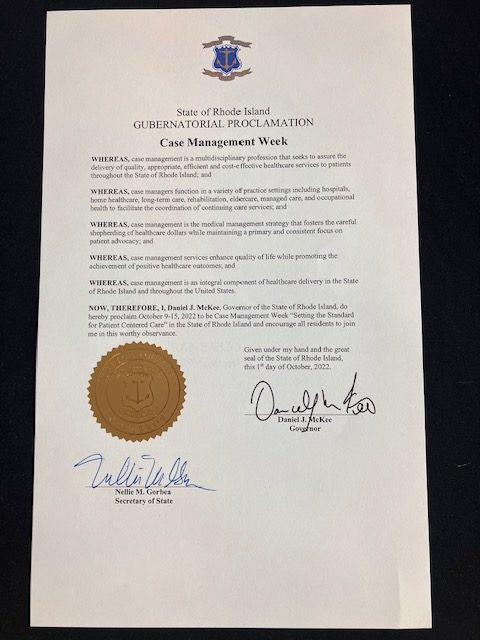 State of Rhode Island
GUBERNATORIAL PROCLAMATION
Case Management Week
WHEREAS, case management is a multidisciplinary profession that seeks to assure the
delivery of quality, appropriate, efficient and cost-effective healthcare services to patients
throughout the State of Rhode Island; and
WHEREAS, case managers function in a variety of practice settings including hospitals,
home healthcare, long-term care, rehabilitation, eldercare, managed care, and occupational
health to facilitate the coordination of continuing care services; and
WHEREAS, case management is the medical management strategy that fosters the careful
shepherding of healthcare dollars while maintaining a primary and consistent focus on
patient advocacy; and
WHEREAS, case management services enhance quality of life while promoting the
achievement of positive healthcare outcomes; and
WHEREAS, case management is an integral component of healthcare delivery in the State
of Rhode Island and throughout the United States.
NOW, THEREFORE, I, Daniel J. McKee, Governor of the State of Rhode Island, do
hereby proclaim October 9-15, 2022 to be Case Management Week “Setting the Standard
for Patient Centered Care” in the State of Rhode Island and encourage all residents to join
me in this worthy observance.
Given under my hand and the great
seal of the State of Rhode Island,
this 1st day of October, 2022.
Daniel J. McKee
Governor
Nellie M. Gorbea
Secretary of State